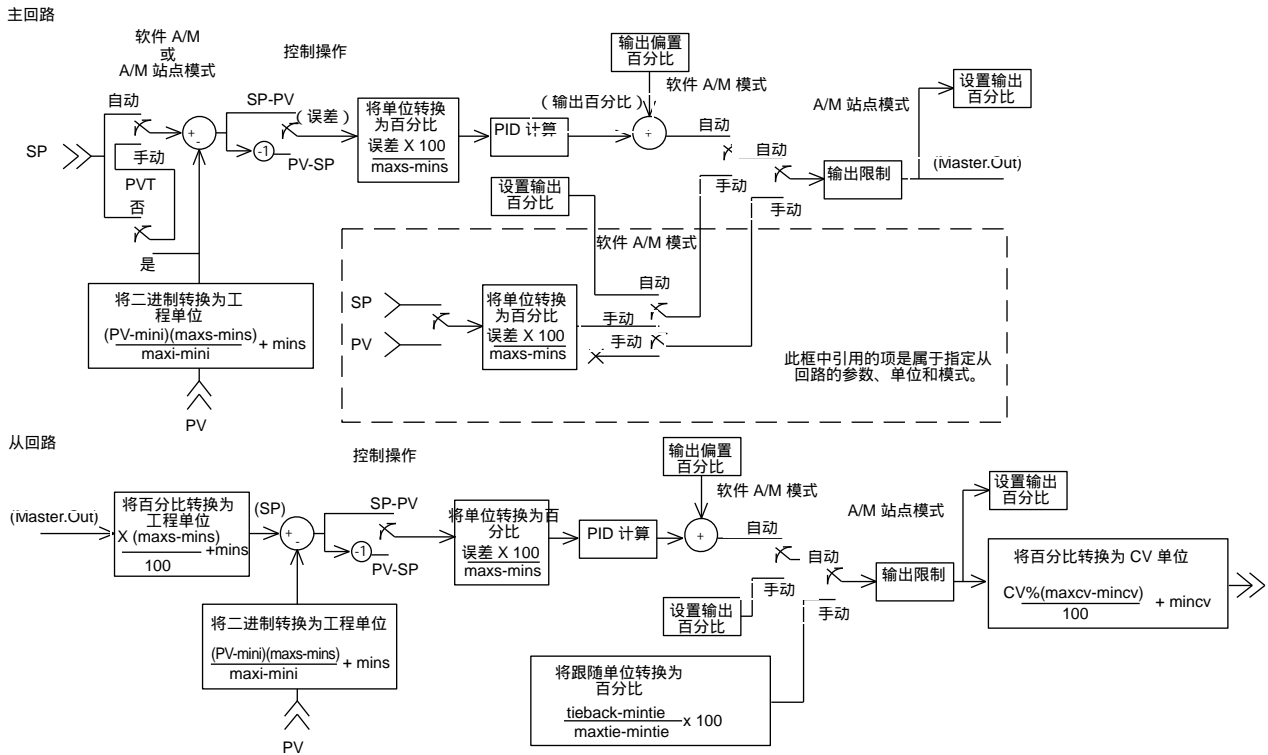 主回路
软件 A/M
或
A/M 站点模式
控制操作
输出偏置
百分比
软件 A/M 模式
A/M 站点模式
设置输出
百分比
自动
SP-PV
(误差)
SP
+
-
-1
PV-SP
将单位转换
为百分比
误差 X 100
maxs-mins
(输出百分比)
PID 计算
+
自动
自动
手动
手动
输出限制
(Master.Out)
手动
PVT
否
是
设置输出
百分比
软件 A/M 模式
自动
SP
PV
将单位转换
为百分比
误差 X 100
maxs-mins
手动
手动
此框中引用的项是属于指定从
回路的参数、单位和模式。
将二进制转换为工
程单位
(PV-mini)(maxs-mins)
maxi-mini
+ mins
PV
从回路
控制操作
输出偏置
百分比
软件 A/M 模式
A/M 站点模式
设置输出
百分比
(Master.Out)
将百分比转换为
工程单位
X (maxs-mins)
100
+mins
(SP)
+
-
SP-PV
-1
PV-SP
将单位转换为百
分比
误差 X 100
maxs-mins
PID 计算
+
自动
自动
手动
手动
设置输出
百分比
输出限制
将百分比转换为 CV 单位
CV%(maxcv-mincv)
100
+ mincv
将二进制转换为工程单位
(PV-mini)(maxs-mins)
maxi-mini
+ mins
PV
将跟随单位转换为
百分比
tieback-mintie
maxtie-mintie
x 100